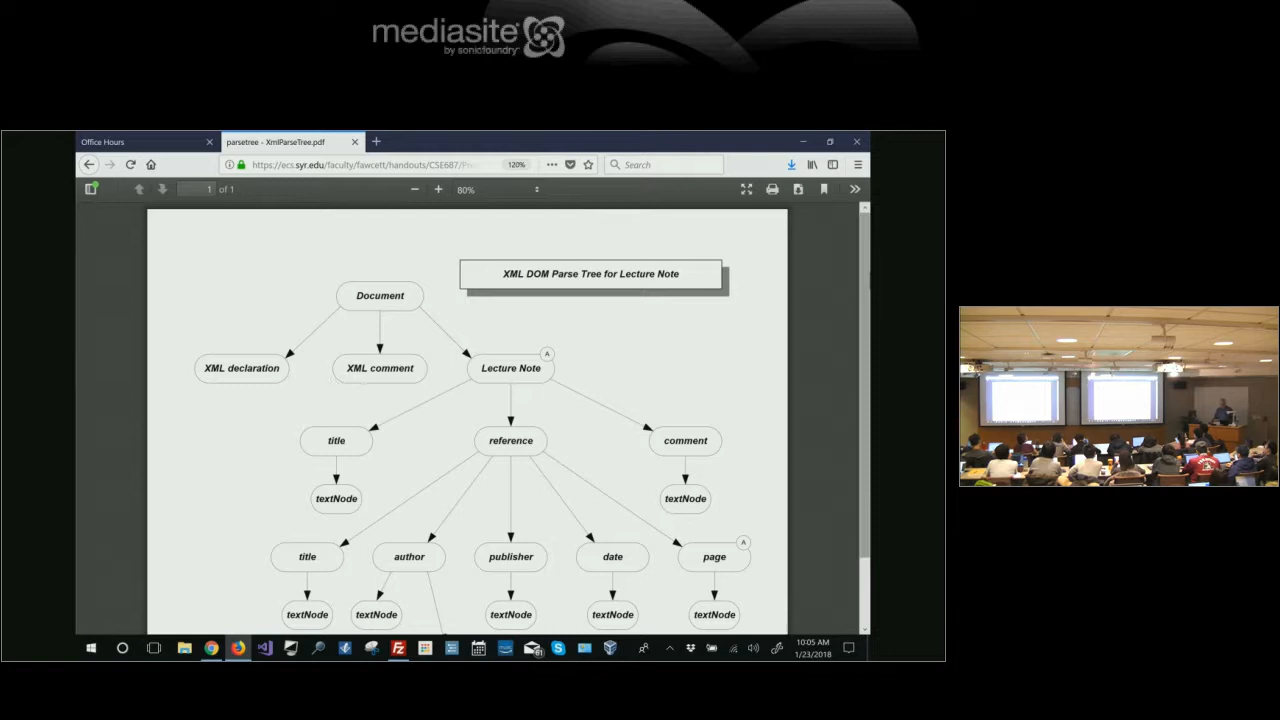 mediasite
by sonicfoundry
Office Hours
parsetree - XmlParseTree.pdf
https://ecs.syr.edu/faculty/fawcett/handouts/CSE687/Pre
120%
Search
1 of 1
80%
XML DOM Parse Tree for Lecture Note
Document
A
XML declaration
XML comment
Lecture Note
title
reference
comment
textNode
textNode
A
title
author
publisher
date
page
textNode
textNode
textNode
textNode
textNode
10:05 AM
1/23/2018